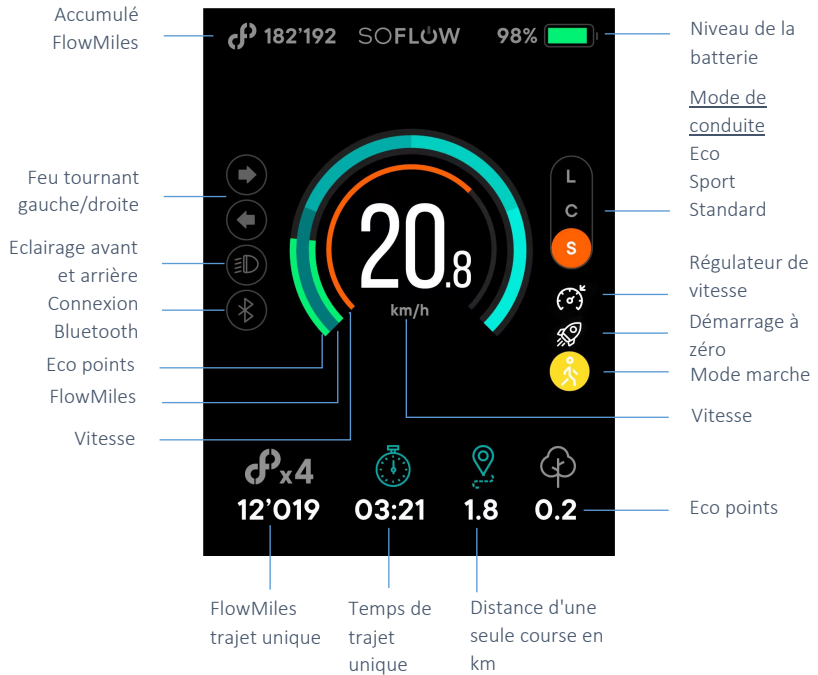 Accumulé
FlowMiles
182’192
SOFLOW
98%
Niveau de la
batterie
Mode de
conduite
Eco
Sport
Standard
Feu tournant
gauche/droite
Eclairage avant
et arrière
Connexion
Bluetooth
Eco points
FlowMiles
Vitesse
L
C
S
20.8
km/h
Régulateur de
vitesse
Démarrage à
zéro
Mode marche
Vitesse
x4
12’019
03:21
1.8
0.2
Eco points
FlowMiles
trajet unique
Temps de
trajet
unique
Distance d'une
seule course en
km